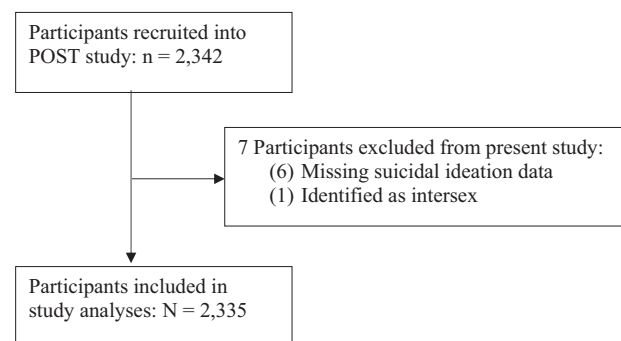 Participants recruited into
POST study: n = 2,342
7 Participants excluded from present study:
(6) Missing suicidal ideation data
(1) Identified as intersex
Participants included in
study analyses: N = 2,335